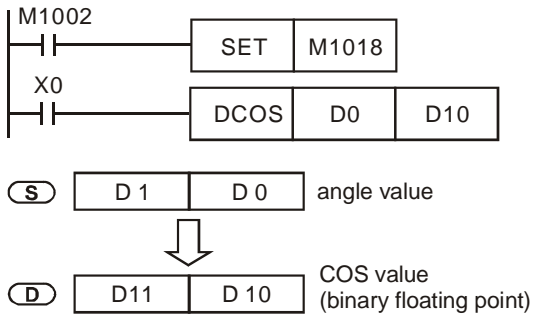 M1002
SET M1018
X0
DCOS D0 D10
S D 1 D 0 angle value
D D11 D 10 COS value
(binary floating point)